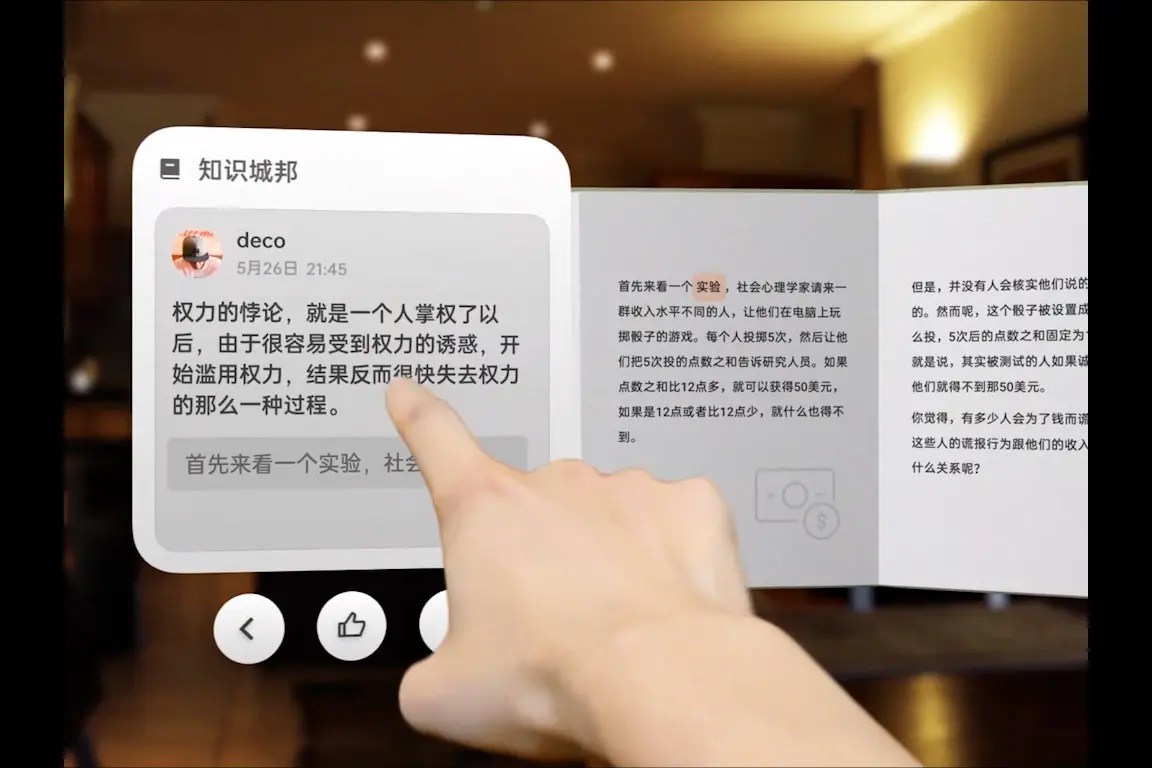 知识城邦
deco
5月26日 21:45
权力的悖论，就是一个人掌权了以
后，由于很容易受到权力的诱惑，开
始滥用权力，结果反而很快失去权力
的那么一种过程。
首先来看一个实验，社会
首先来看一个实验，社会心理学家请来一
群收入水平不同的人，让他们在电脑上玩
掷骰子的游戏。每个人投掷5次，然后让他
们把5次投的点数之和告诉研究人员。如果
点数之和比12点多，就可以获得50美元，
如果是12点或者比12点少，就什么也得不
到。
$
但是，并没有人会核实他们说的
的。然而呢，这个骰子被设置成
么投，5次后的点数之和固定为
就是说，其实被测试的人如果诚
他们就得不到那50美元。
你觉得，有多少人会为了钱而谎
这些人的谎报行为跟他们的收入
什么关系呢？